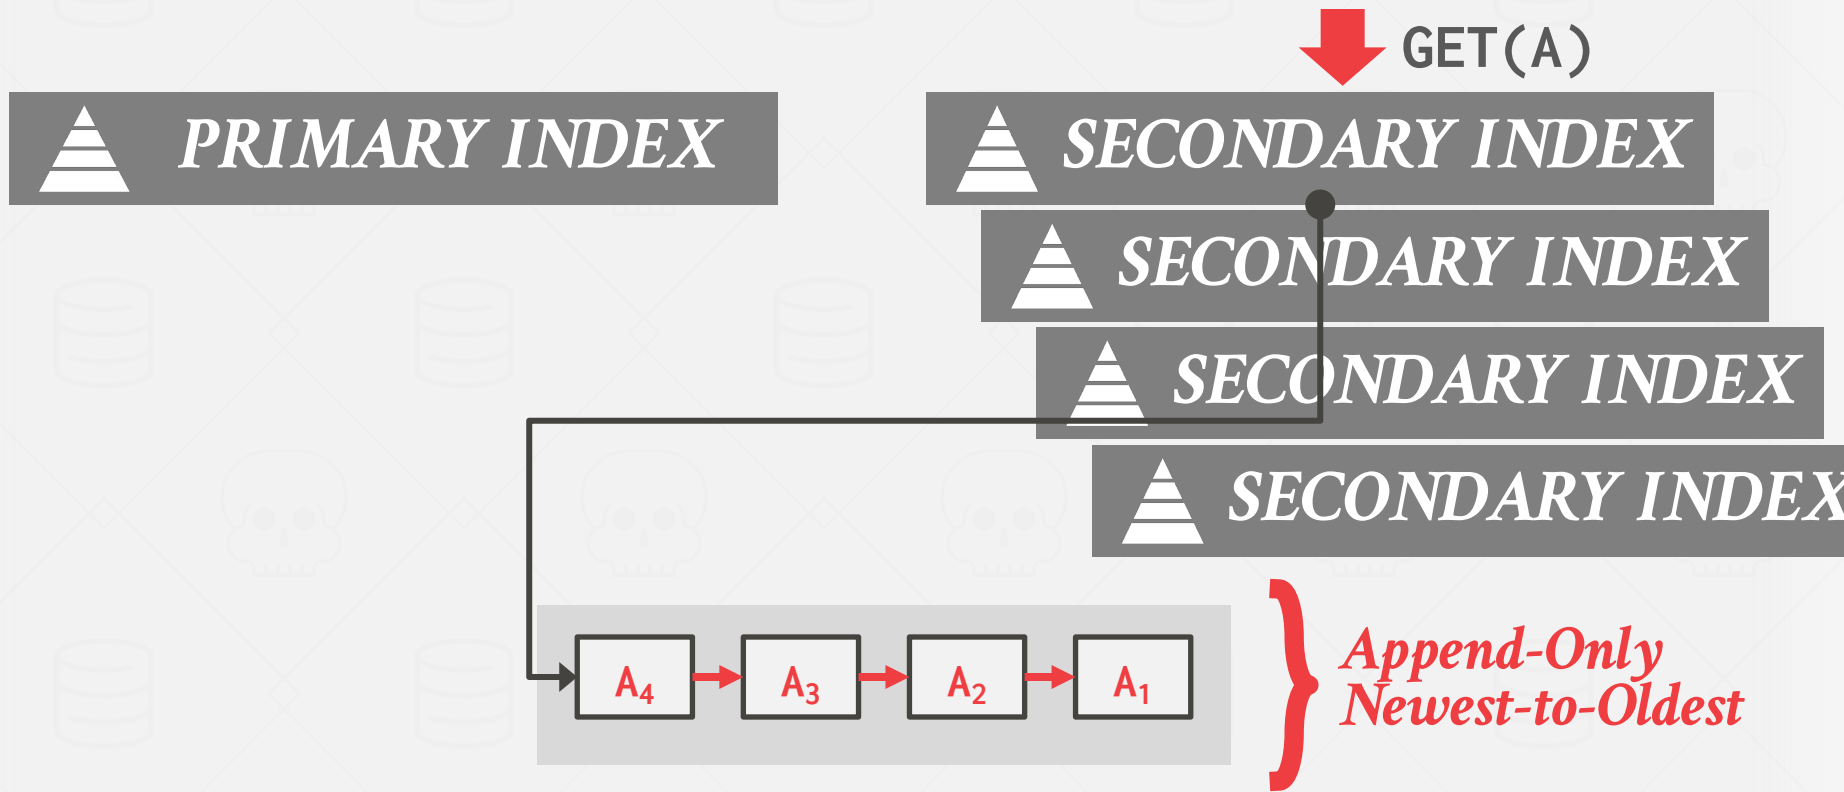 GET(A)
PRIMARY INDEX
SECONDARY INDEX
SECONDARY INDEX
SECONDARY INDEX
SECONDARY INDEX
A4
A3
A2
A1
Append-Only
Newest-to-Oldest